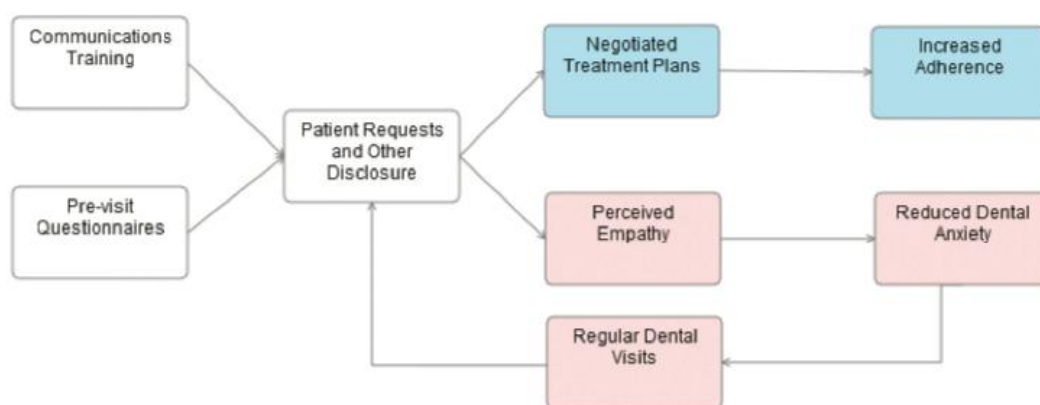 Communications
Training
Negotiated
Treatment Plans
Increased
Adherence
Patient Requests
and Other
Disclosure
Pre-visit
Questionnaires
Perceived
Empathy
Reduced Dental
Anxiety
Regular Dental
Visits